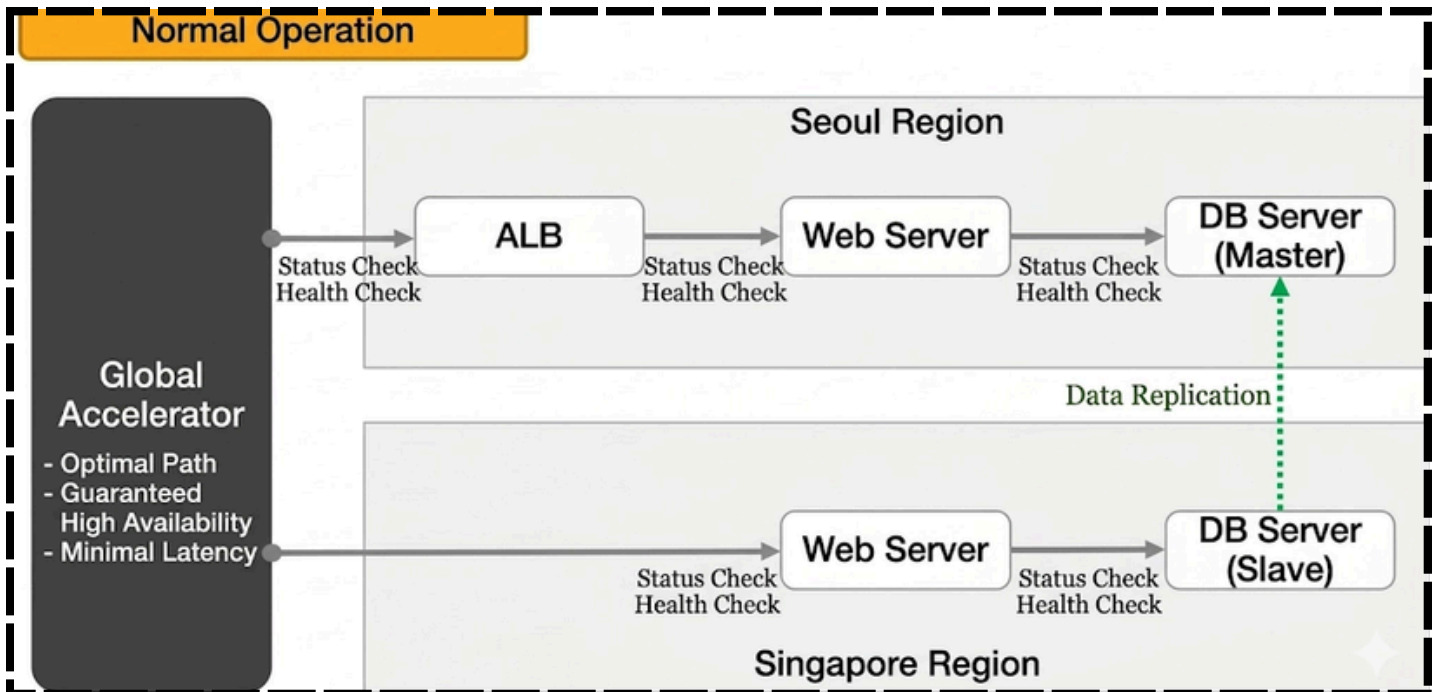 Normal Operation
Seoul Region
ALB
Web Server
DB Server
(Master)
Status Check
Health Check
Status Check
Health Check
Status Check
Health Check
Global
Accelerator
- Optimal Path
- Guaranteed
High Availability
- Minimal Latency
Data Replication
Web Server
DB Server
(Slave)
Status Check
Health Check
Status Check
Health Check
Singapore Region